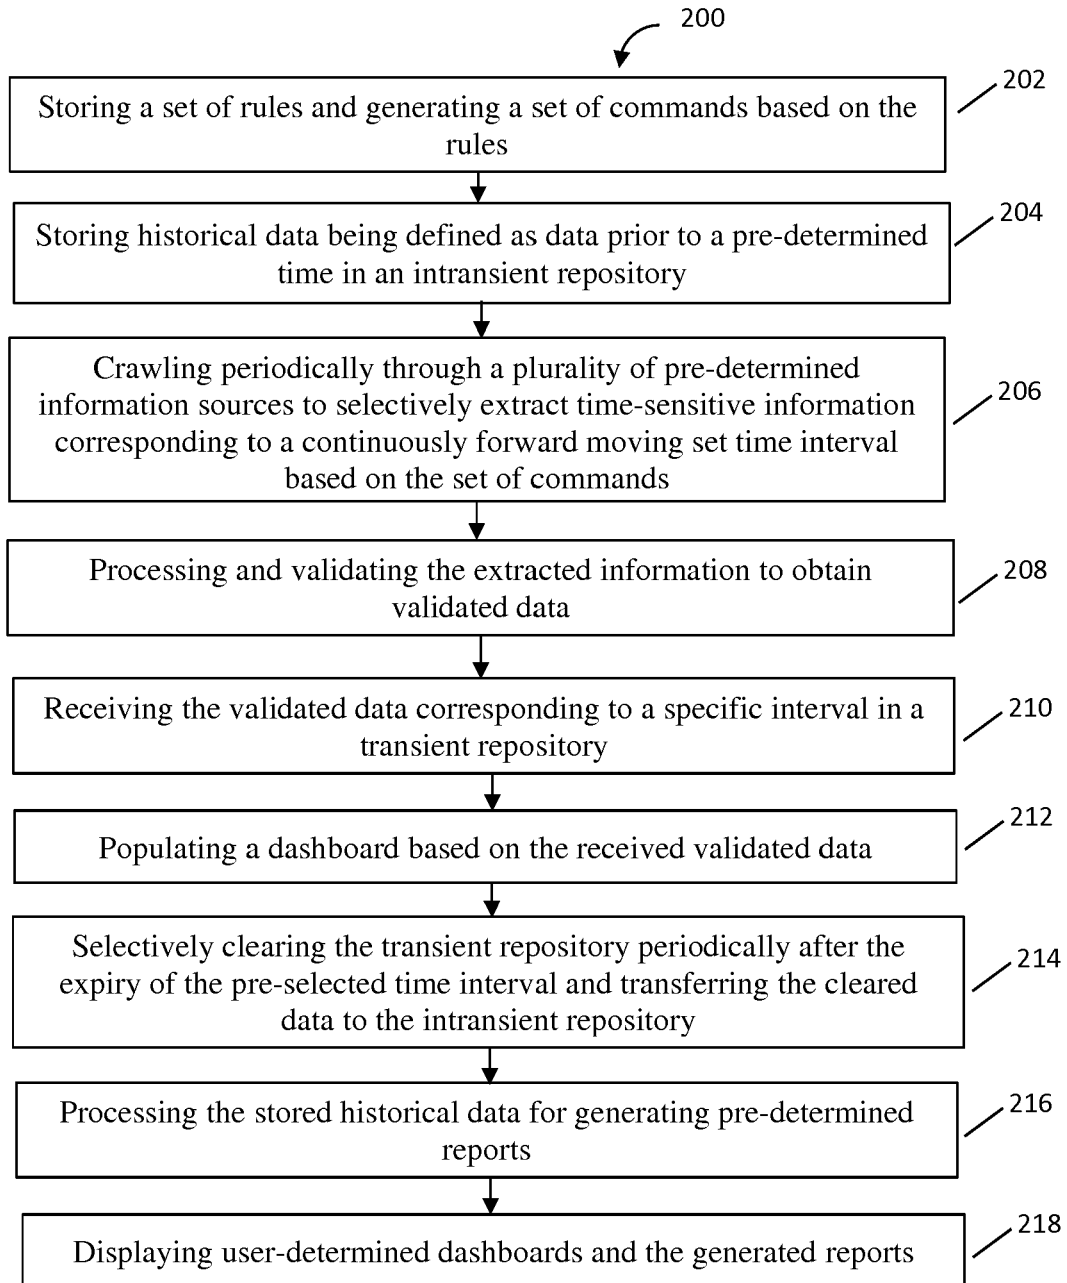 200
202
Storing a set of rules and generating a set of commands based on the
rules
204
Storing historical data being defined as data prior to a pre-determined
time in an intransient repository
206
Crawling periodically through a plurality of pre-determined
information sources to selectively extract time-sensitive information
corresponding to a continuously forward moving set time interval
based on the set of commands
208
Processing and validating the extracted information to obtain
validated data
210
Receiving the validated data corresponding to a specific interval in a
transient repository
212
Populating a dashboard based on the received validated data
214
Selectively clearing the transient repository periodically after the
expiry of the pre-selected time interval and transferring the cleared
data to the intransient repository
216
Processing the stored historical data for generating pre-determined
reports
218
Displaying user-determined dashboards and the generated reports